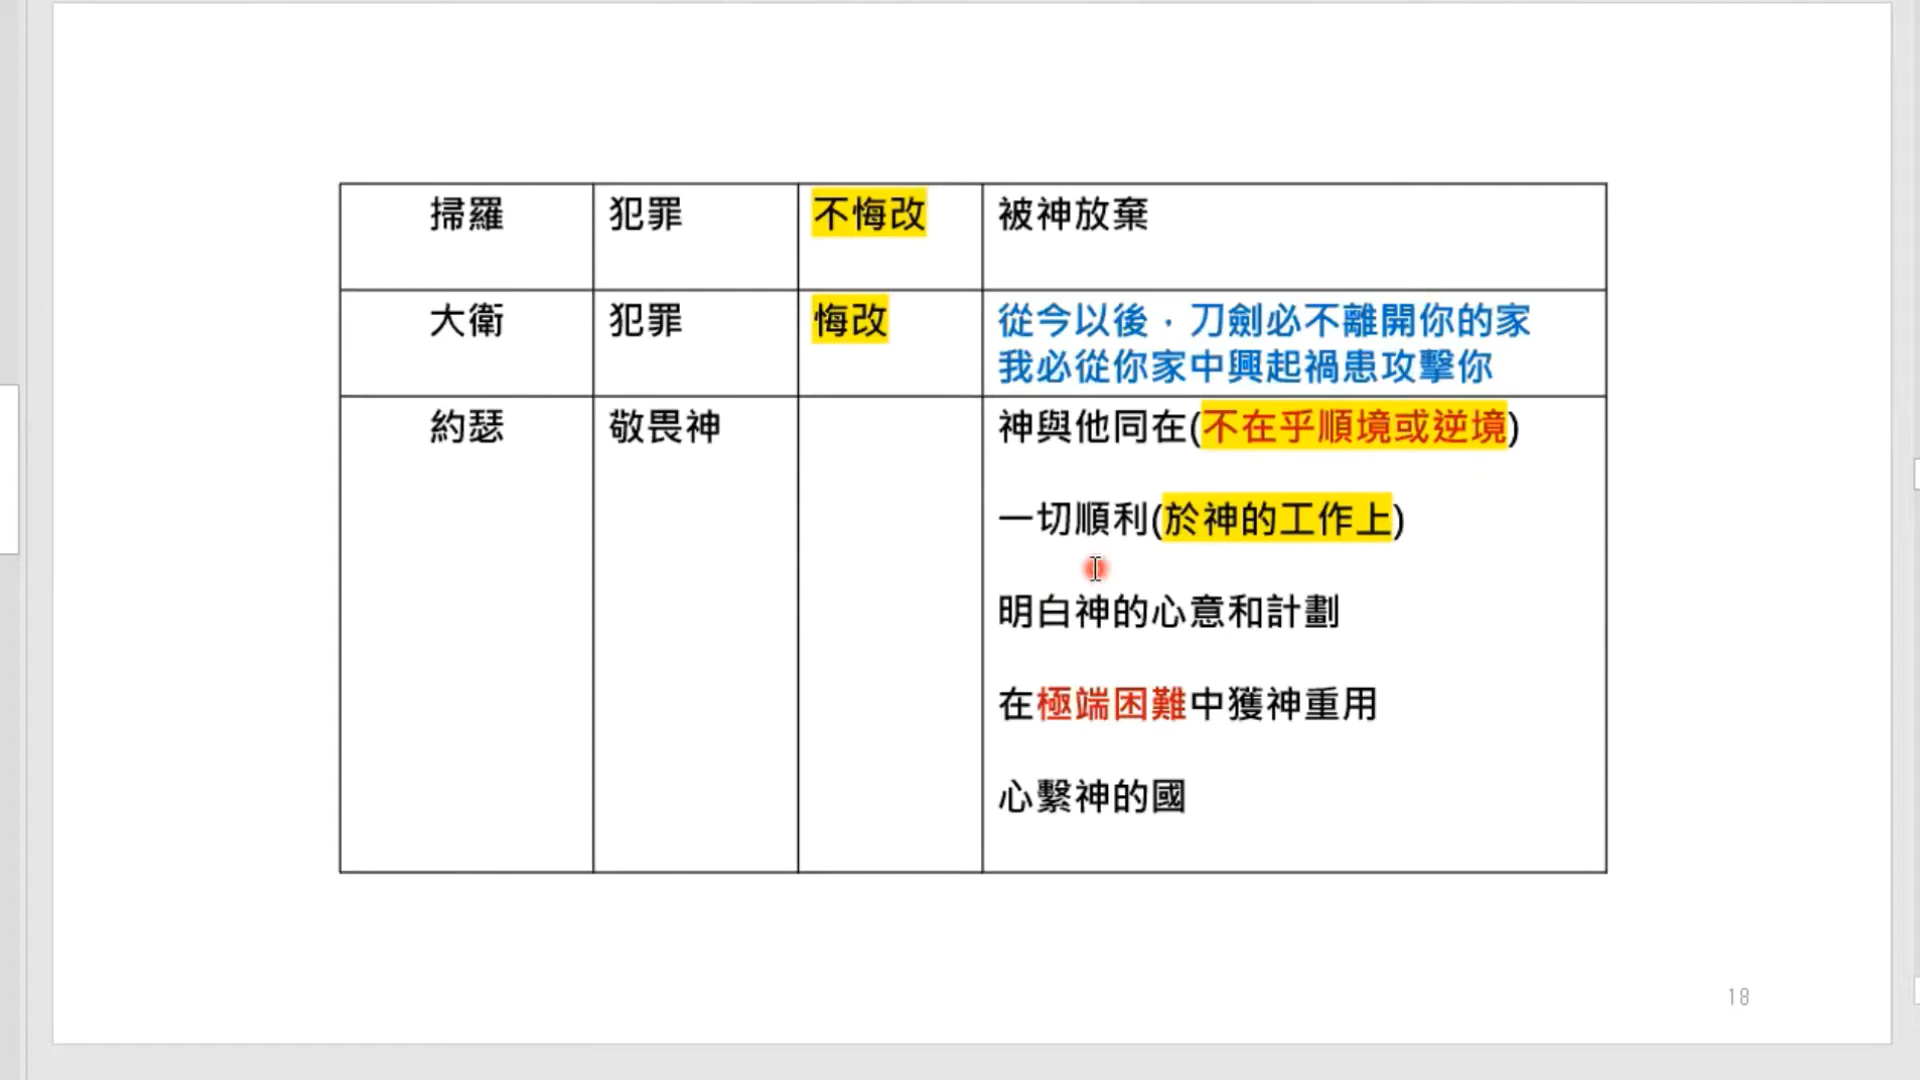 掃羅 犯罪 不悔改 被神放棄
大衛 犯罪 悔改 從今以後，刀劍必不離開你的家
我必從你家中興起禍患攻擊你
約瑟 敬畏神 神與他同在(不在乎順境或逆境)
一切順利(於神的工作上)
明白神的心意和計劃
在極端困難中獲神重用
心繫神的國
18